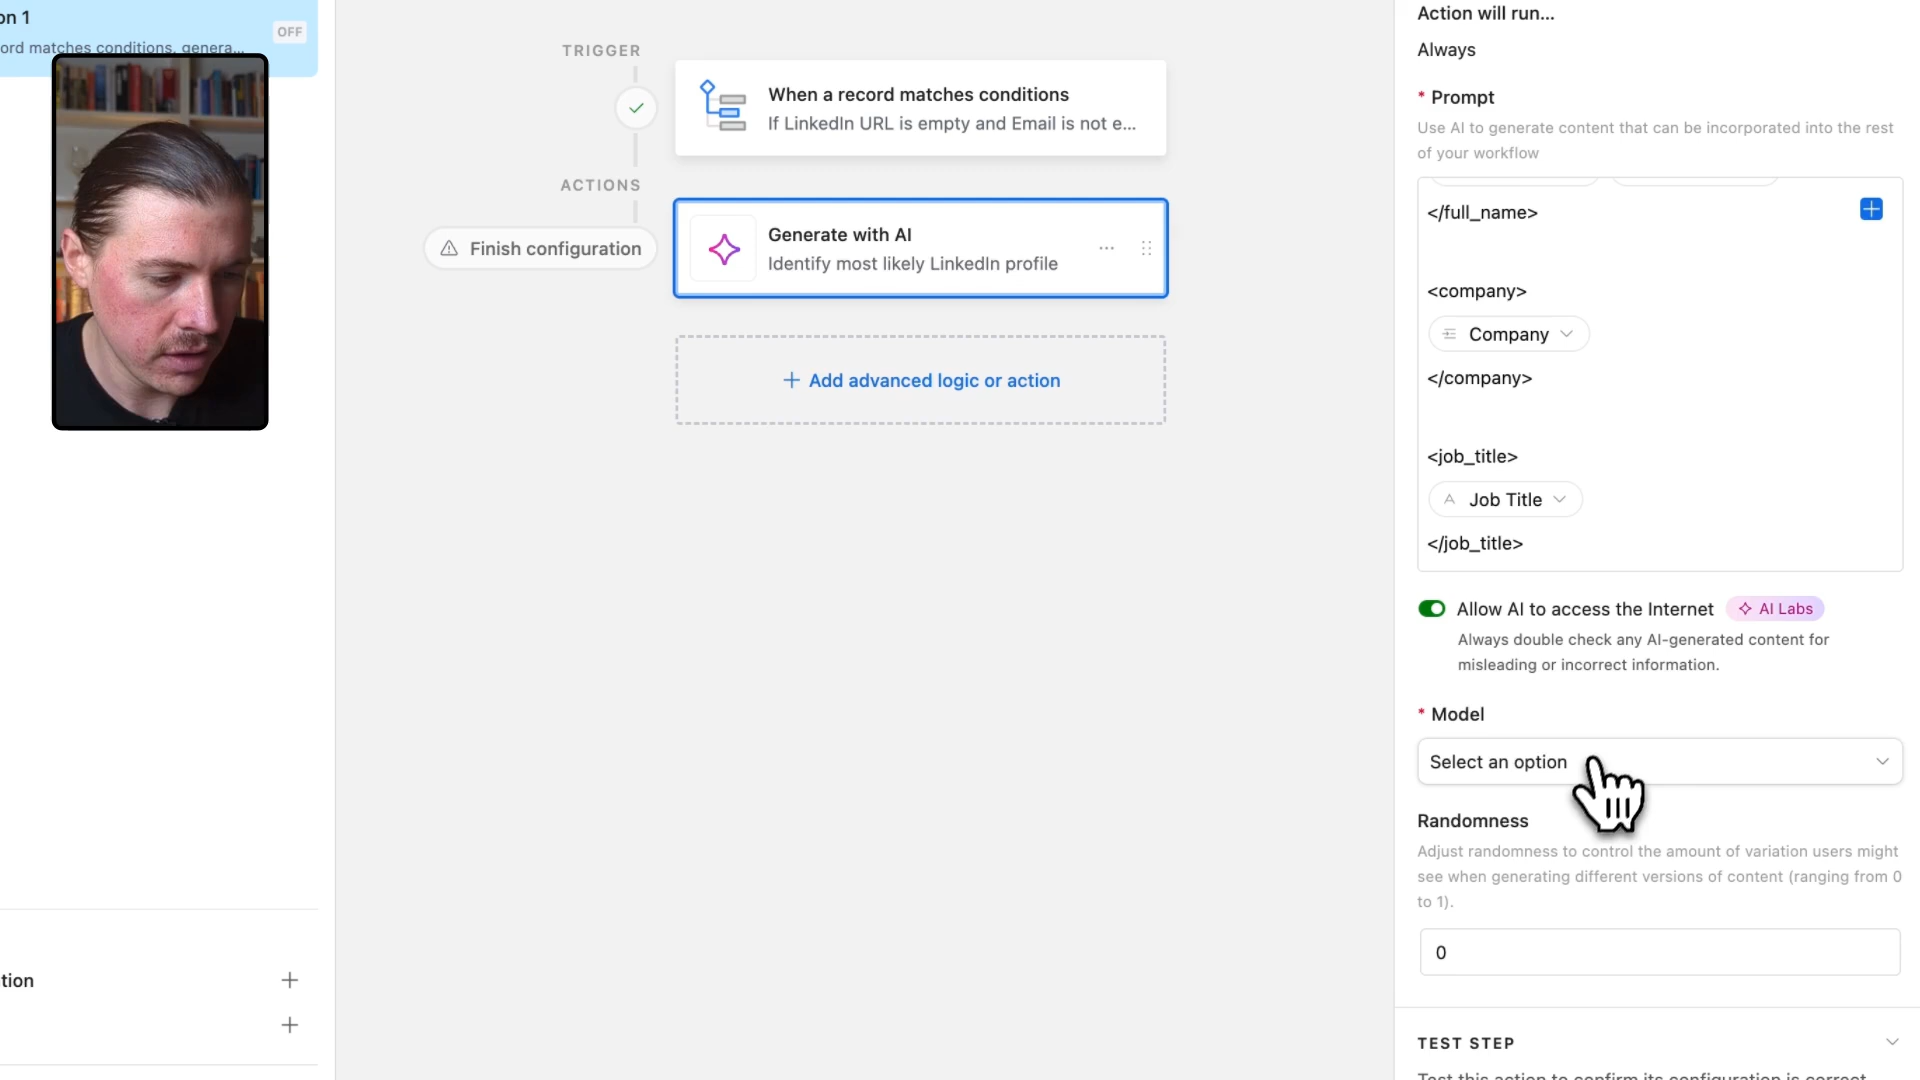 on 1
OFF
ord matches conditions, genera...
tion
TRIGGER
When a record matches conditions
If LinkedIn URL is empty and Email is not e...
ACTIONS
Finish configuration
Generate with AI
Identify most likely LinkedIn profile
Add advanced logic or action
Action will run...
Always
* Prompt
Use AI to generate content that can be incorporated into the rest
of your workflow
</full_name>
<company>
Company
</company>
<job_title>
Job Title
</job_title>
Allow AI to access the Internet
AI Labs
Always double check any AI-generated content for
misleading or incorrect information.
* Model
Select an option
Randomness
Adjust randomness to control the amount of variation users might
see when generating different versions of content (ranging from 0
to 1).
0
TEST STEP
Test this action to confirm its configuration is correct